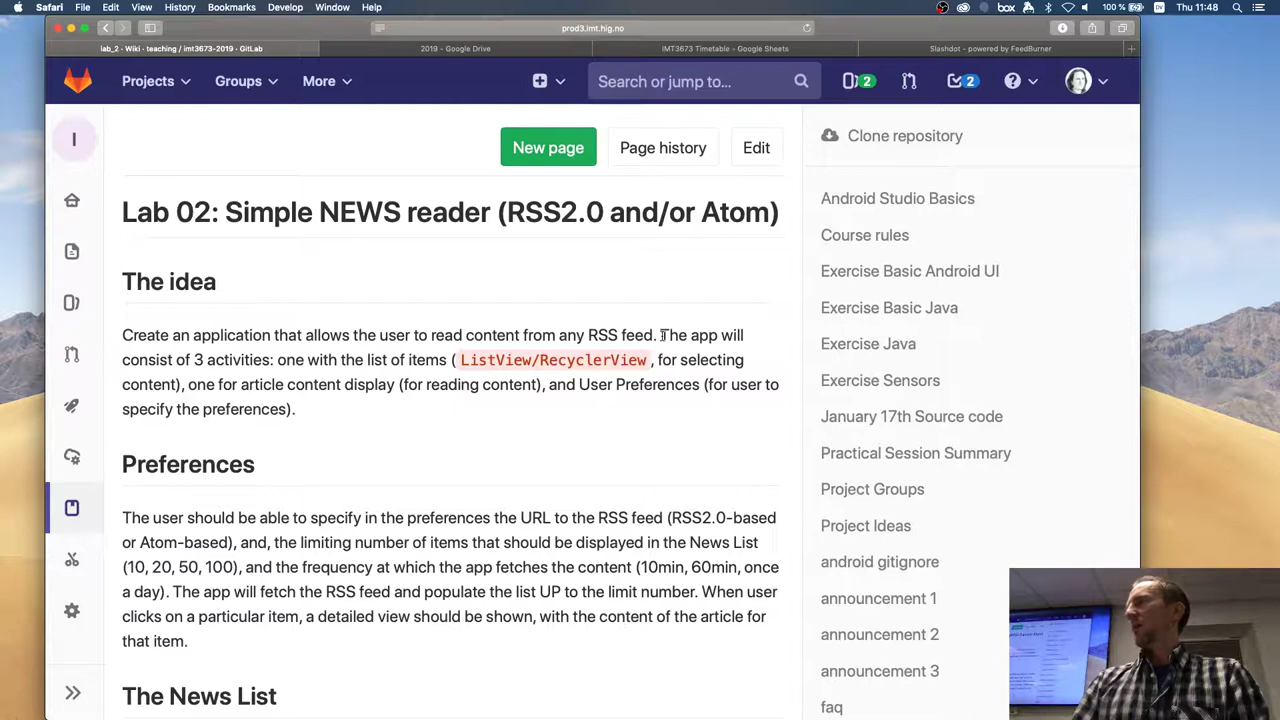 Safari File Edit View History Bookmarks Develop Window Help
box 100 % Thu 11:48
prod3.imt.hig.no
lab_2 · Wiki · teaching / imt3673-2019 · GitLab
2019 - Google Drive
IMT3673 Timetable - Google Sheets
Slashdot - powered by FeedBurner
Projects Groups More Search or jump to... 2 2
I
New page Page history Edit
Lab 02: Simple NEWS reader (RSS2.0 and/or Atom)
The idea
Create an application that allows the user to read content from any RSS feed. The app will
consist of 3 activities: one with the list of items ( ListView/RecyclerView , for selecting
content), one for article content display (for reading content), and User Preferences (for user to
specify the preferences).
Preferences
The user should be able to specify in the preferences the URL to the RSS feed (RSS2.0-based
or Atom-based), and, the limiting number of items that should be displayed in the News List
(10, 20, 50, 100), and the frequency at which the app fetches the content (10min, 60min, once
a day). The app will fetch the RSS feed and populate the list UP to the limit number. When user
clicks on a particular item, a detailed view should be shown, with the content of the article for
that item.
The News List
Clone repository
Android Studio Basics
Course rules
Exercise Basic Android UI
Exercise Basic Java
Exercise Java
Exercise Sensors
January 17th Source code
Practical Session Summary
Project Groups
Project Ideas
android gitignore
announcement 1
announcement 2
announcement 3
faq